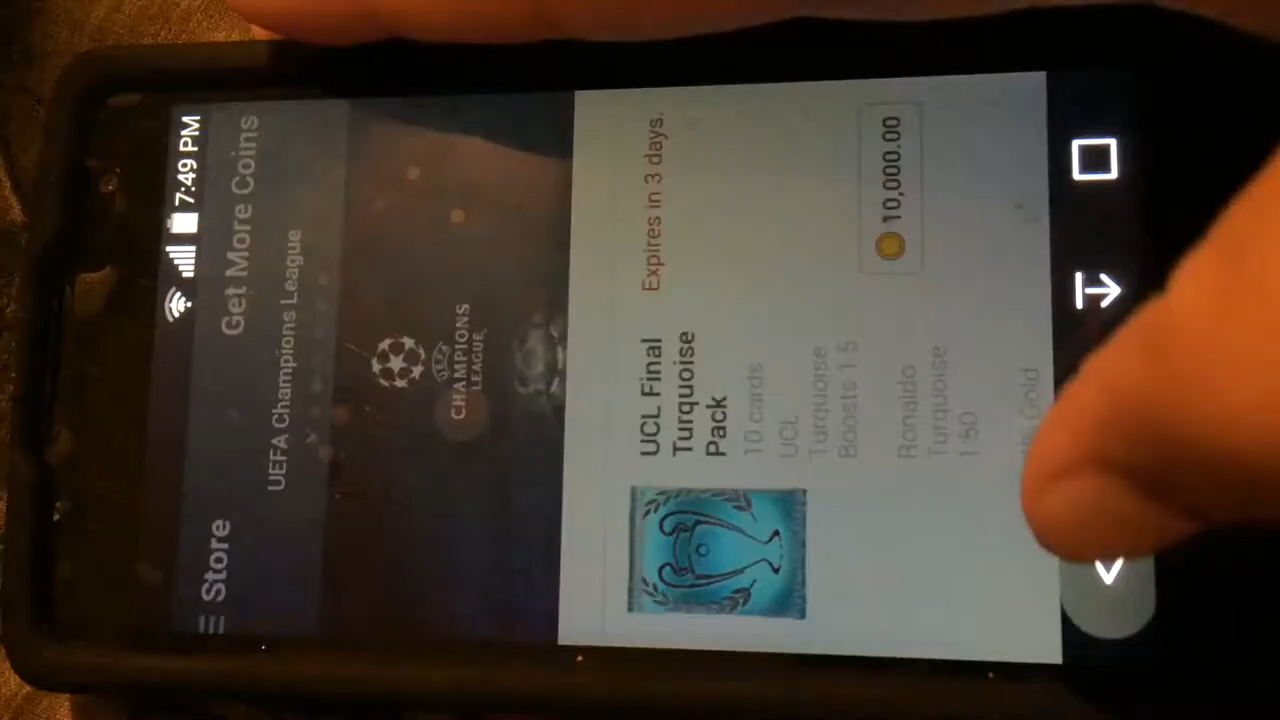 7:49 PM
Store
Get More Coins
UEFA Champions League
UEFA
CHAMPIONS
LEAGUE
UCL Final
Turquoise
Pack
Expires in 3 days.
10 cards
UCL
Turquoise
Boosts 1:5
10,000.00
Ronaldo
Turquoise
1:50
Gold